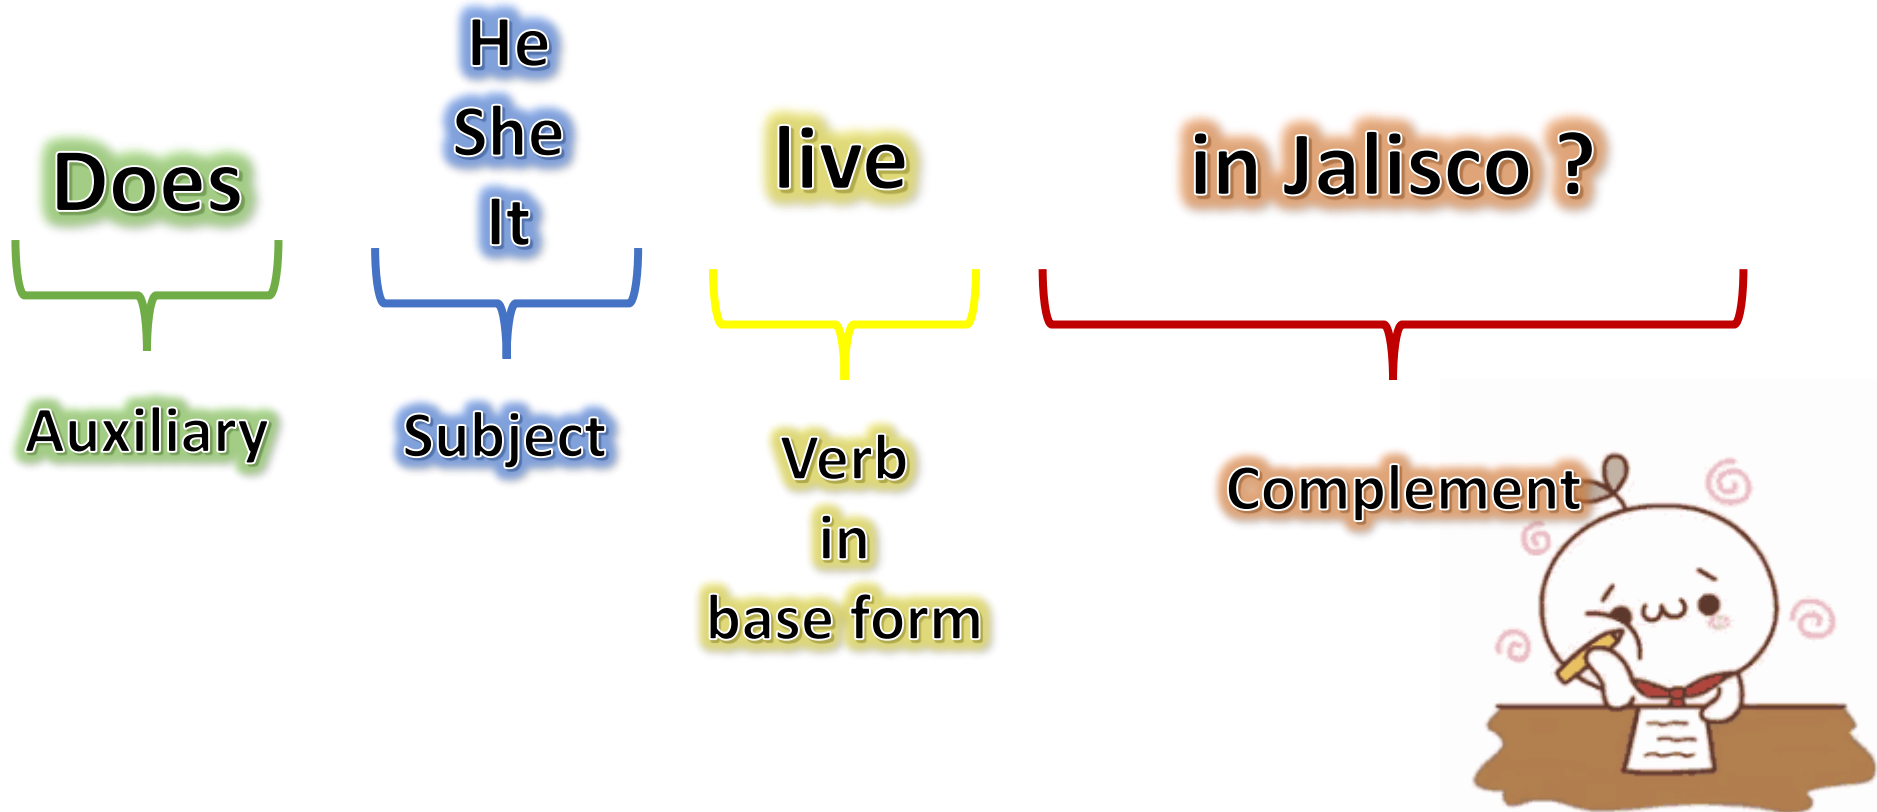 Does
He
She
It
live
in Jalisco ?
Auxiliary
Subject
Verb
in
base form
Complement